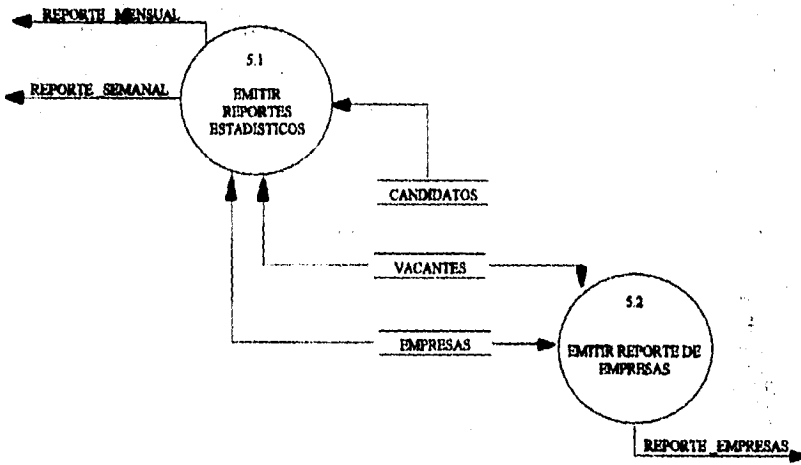 REPORTE_MENSUAL
5.1
EMITIR
REPORTES
ESTADISTICOS
REPORTE_SEMANAL
CANDIDATOS
VACANTES
5.2
EMPRESAS
EMITIR REPORTE DE
EMPRESAS
REPORTE_EMPRESAS